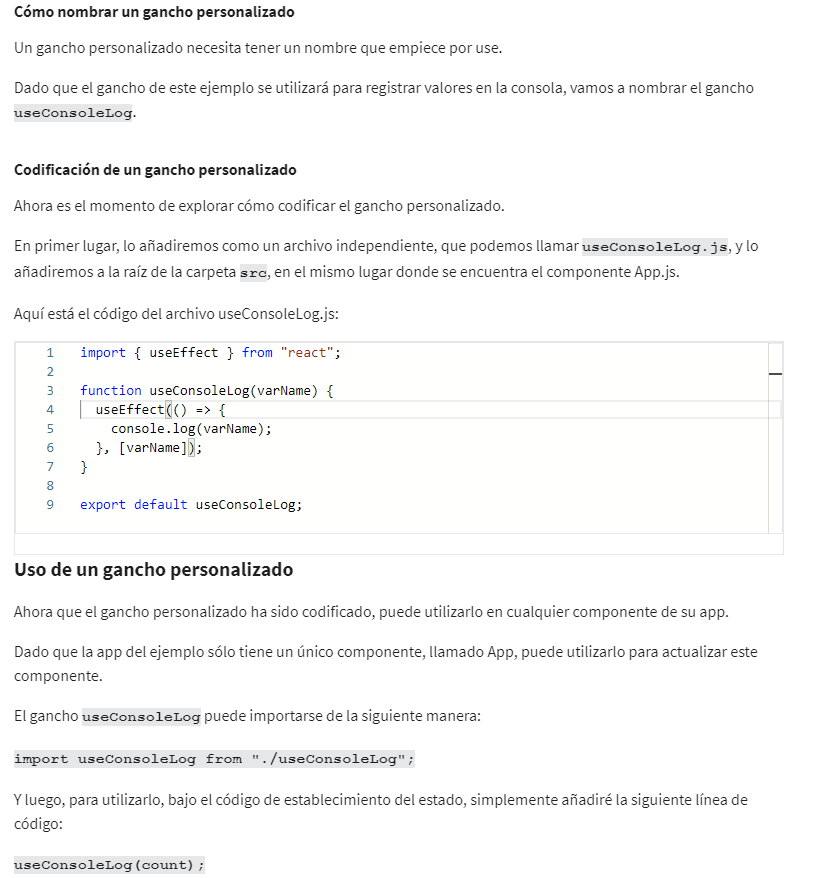 Cómo nombrar un gancho personalizado
Un gancho personalizado necesita tener un nombre que empiece por use.
Dado que el gancho de este ejemplo se utilizará para registrar valores en la consola, vamos a nombrar el gancho
useConsoleLog.
Codificación de un gancho personalizado
Ahora es el momento de explorar cómo codificar el gancho personalizado.
En primer lugar, lo añadiremos como un archivo independiente, que podemos llamar useConsoleLog.js, y lo
añadiremos a la raíz de la carpeta src, en el mismo lugar donde se encuentra el componente App.js.
Aquí está el código del archivo useConsoleLog.js:
1 import { useEffect } from "react";
2
3 function useConsoleLog(varName) {
4   useEffect(() => {
5     console.log(varName);
6   }, [varName]);
7 }
8
9 export default useConsoleLog;
Uso de un gancho personalizado
Ahora que el gancho personalizado ha sido codificado, puede utilizarlo en cualquier componente de su app.
Dado que la app del ejemplo sólo tiene un único componente, llamado App, puede utilizarlo para actualizar este
componente.
El gancho useConsoleLog puede importarse de la siguiente manera:
import useConsoleLog from "./useConsoleLog";
Y luego, para utilizarlo, bajo el código de establecimiento del estado, simplemente añadiré la siguiente línea de
código:
useConsoleLog(count);